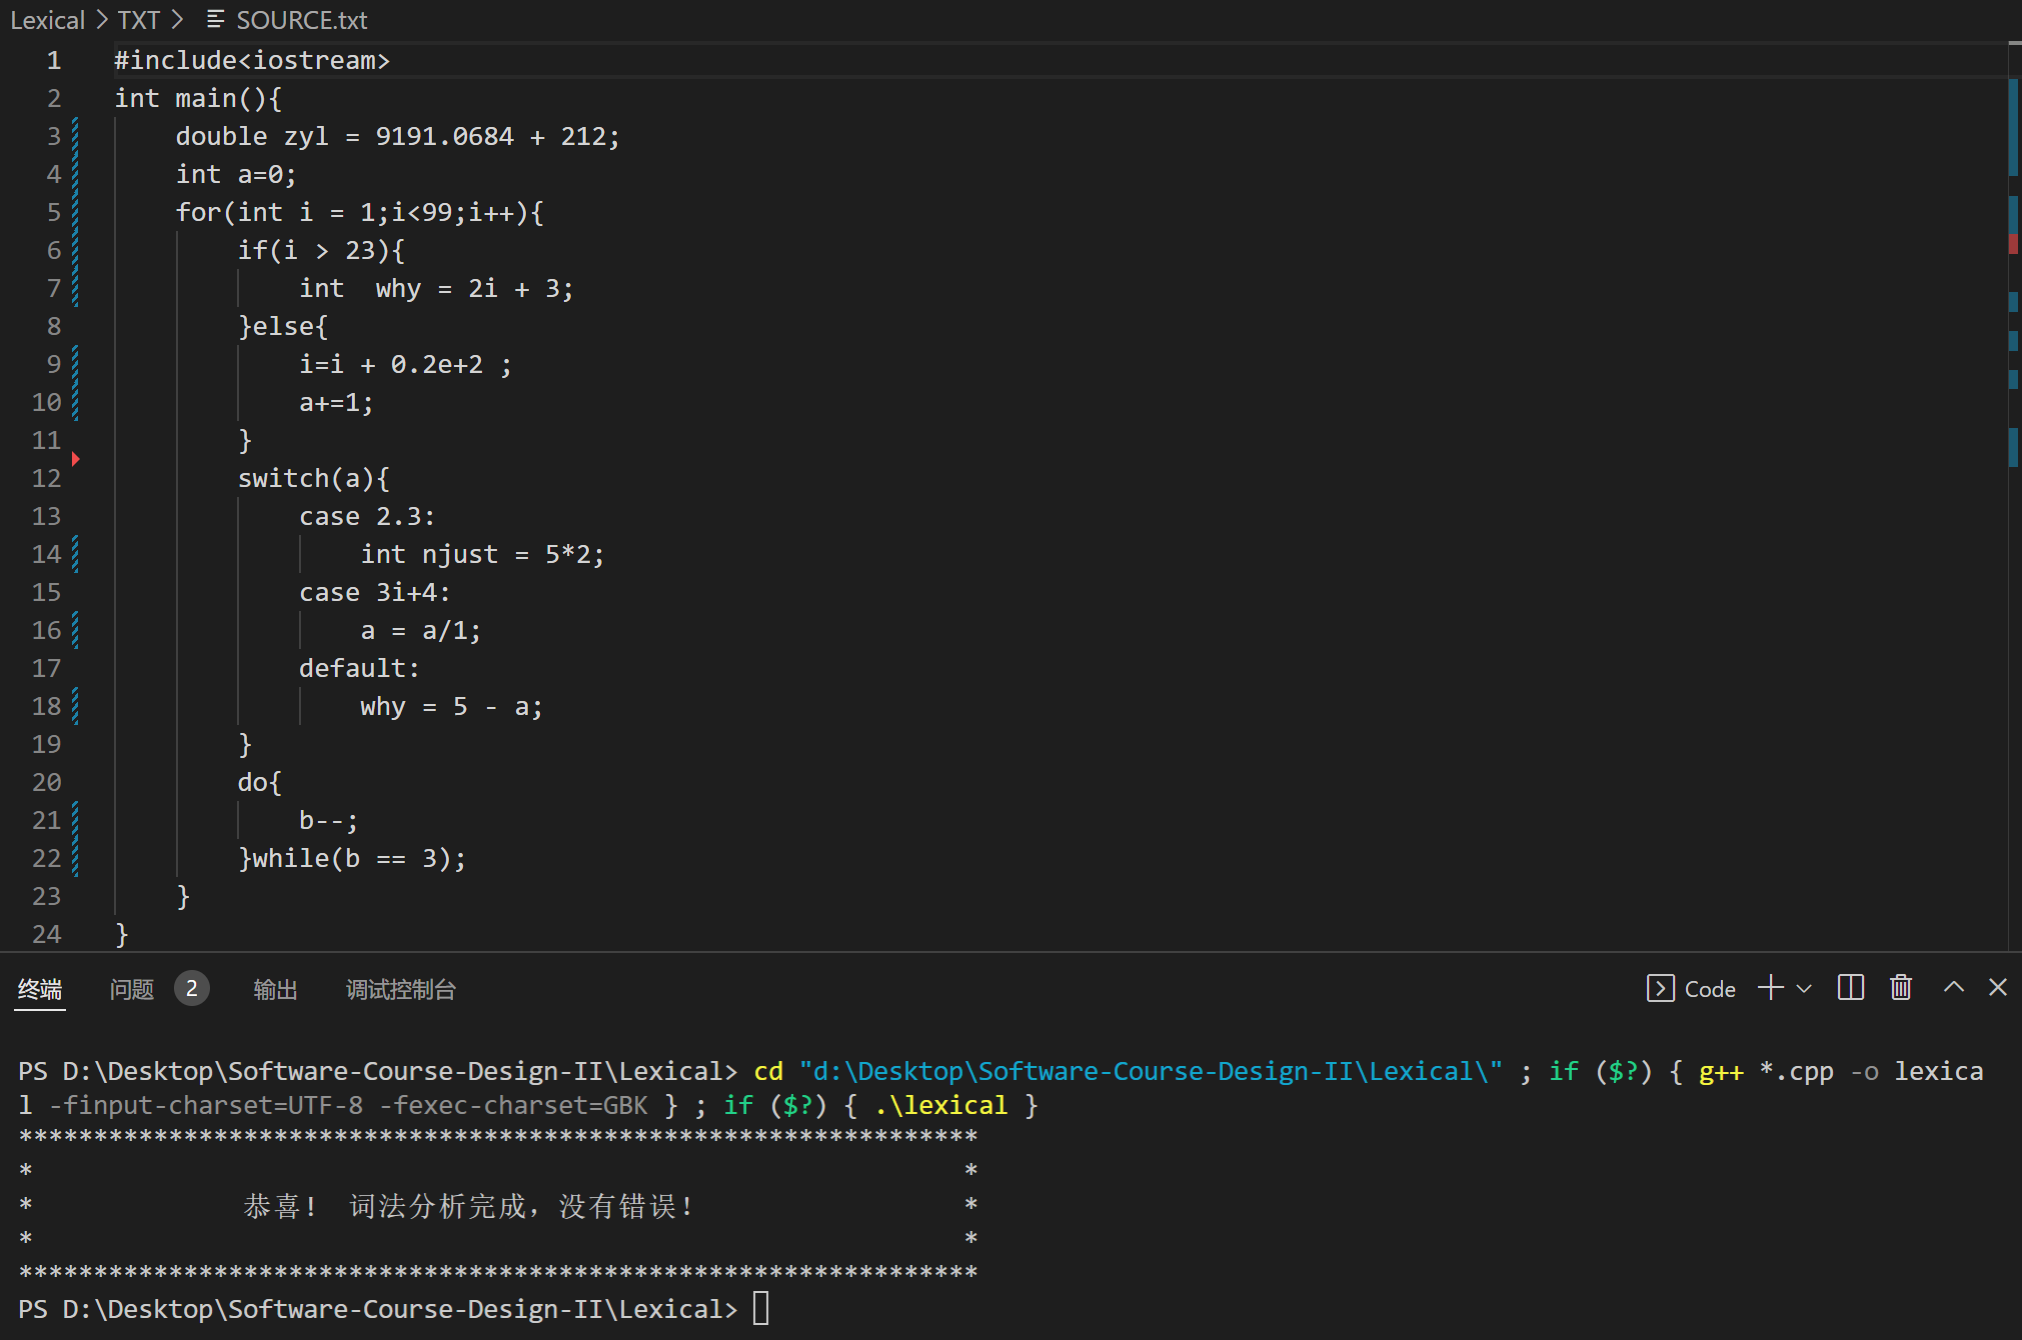 Lexical > TXT > SOURCE.txt
1 #include<iostream>
2 int main(){
3     double zyl = 9191.0684 + 212;
4     int a=0;
5     for(int i = 1;i<99;i++){
6         if(i > 23){
7             int  why = 2i + 3;
8         }else{
9             i=i + 0.2e+2 ;
10             a+=1;
11         }
12         switch(a){
13             case 2.3:
14                 int njust = 5*2;
15             case 3i+4:
16                 a = a/1;
17             default:
18                 why = 5 - a;
19         }
20         do{
21             b--;
22         }while(b == 3);
23     }
24 }
终端 问题 2 输出 调试控制台 Code
PS D:\Desktop\Software-Course-Design-II\Lexical> cd "d:\Desktop\Software-Course-Design-II\Lexical\" ; if ($?) { g++ *.cpp -o lexica
l -finput-charset=UTF-8 -fexec-charset=GBK } ; if ($?) { .\lexical }
****************************************************************
*                                                              *
*               恭喜！ 词法分析完成，没有错误！                  *
*                                                              *
****************************************************************
PS D:\Desktop\Software-Course-Design-II\Lexical>